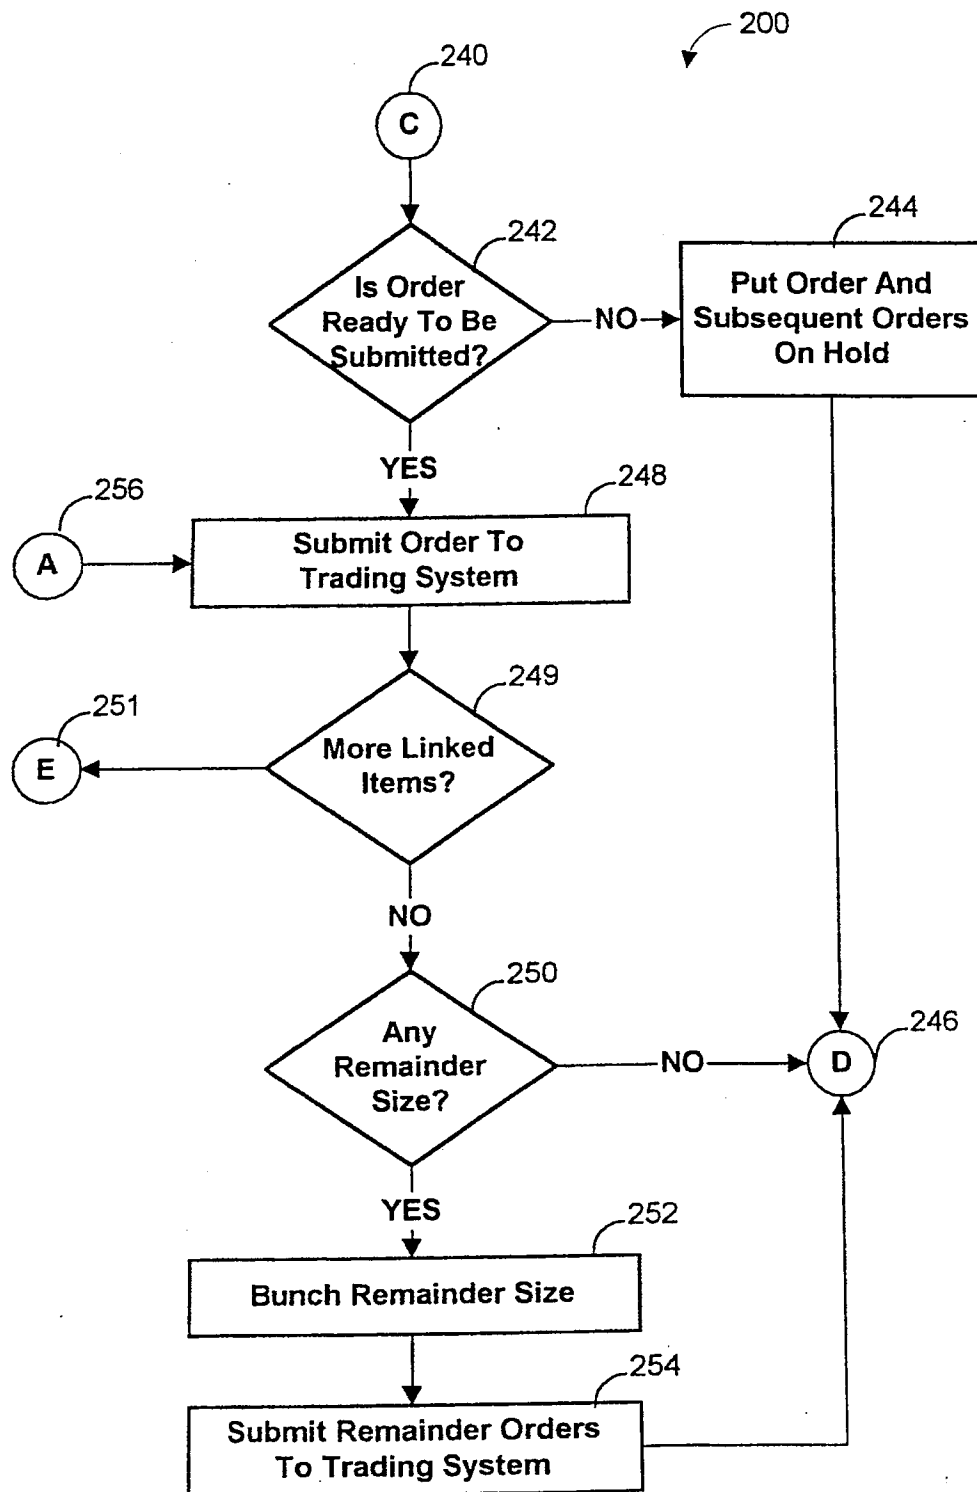 200
240
C
242
Is Order
Ready To Be
Submitted?
NO
244
Put Order And
Subsequent Orders
On Hold
YES
256
A
248
Submit Order To
Trading System
249
More Linked
Items?
251
E
NO
250
Any
Remainder
Size?
NO
246
D
YES
252
Bunch Remainder Size
254
Submit Remainder Orders
To Trading System